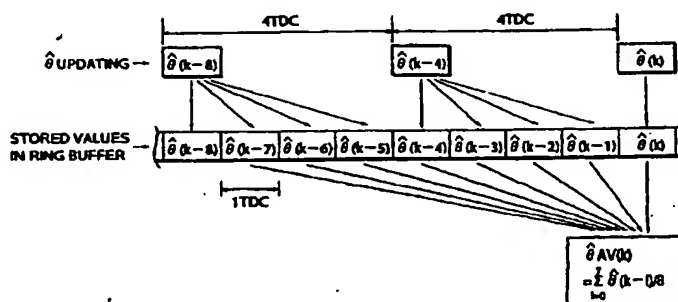 4TDC 4TDC
θ̂ UPDATING → θ̂(k-8) θ̂(k-4) θ̂(k)
STORED VALUES
IN RING BUFFER → θ̂(k-8) θ̂(k-7) θ̂(k-6) θ̂(k-5) θ̂(k-4) θ̂(k-3) θ̂(k-2) θ̂(k-1) θ̂(k)
1TDC
θ̂ AV(k)
= Σ θ̂(k-i)/8